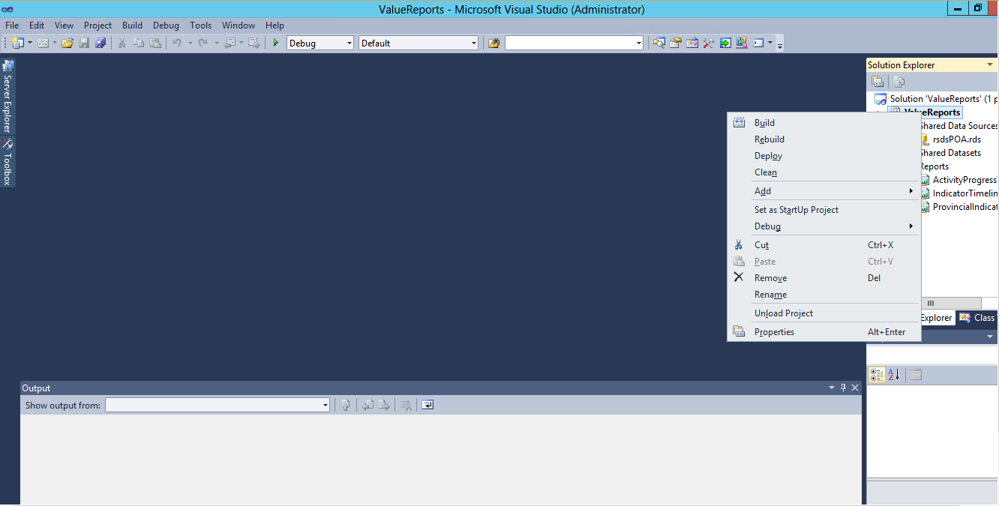 ValueReports - Microsoft Visual Studio (Administrator)
File Edit View Project Build Debug Tools Window Help
Debug Default
Server Explorer
Toolbox
Solution Explorer
Solution 'ValueReports' (1 p
ValueReports
Shared Data Sources
rsdsPOA.rds
Shared Datasets
Reports
ActivityProgress
IndicatorTimelin
ProvincialIndicat
Build
Rebuild
Deploy
Clean
Add
Set as StartUp Project
Debug
Cut Ctrl+X
Paste Ctrl+V
Remove Del
Rename
Unload Project
Properties Alt+Enter
Explorer Class
Output
Show output from: